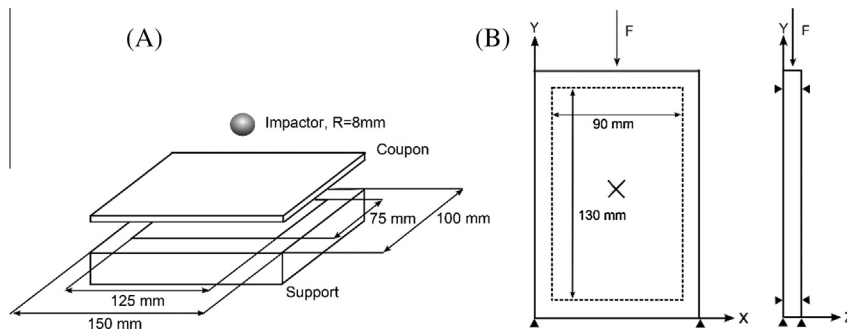 (A)
Impactor, R=8mm
Coupon
75 mm
100 mm
125 mm
Support
150 mm
(B)
Y
F
90 mm
130 mm
X
Y
F
Z